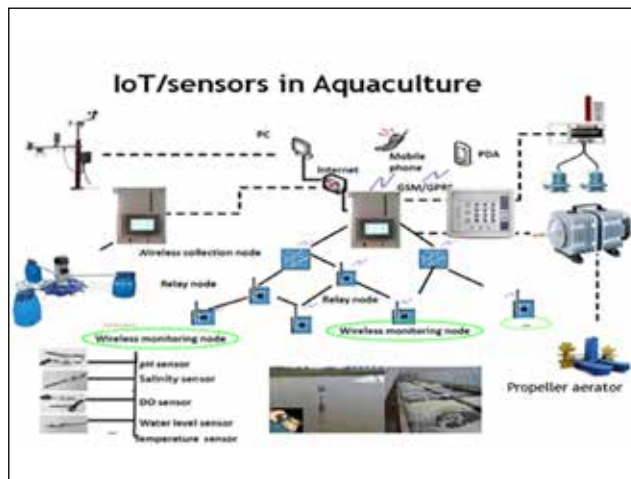 IoT/sensors in Aquaculture
PC
Mobile
phone
PDA
Internet
GSM/GPRS
Wireless collection node
Relay node
Relay node
Wireless monitoring node
Wireless monitoring node
pH sensor
Salinity sensor
DO sensor
Water level sensor
Temperature sensor
Propeller aerator